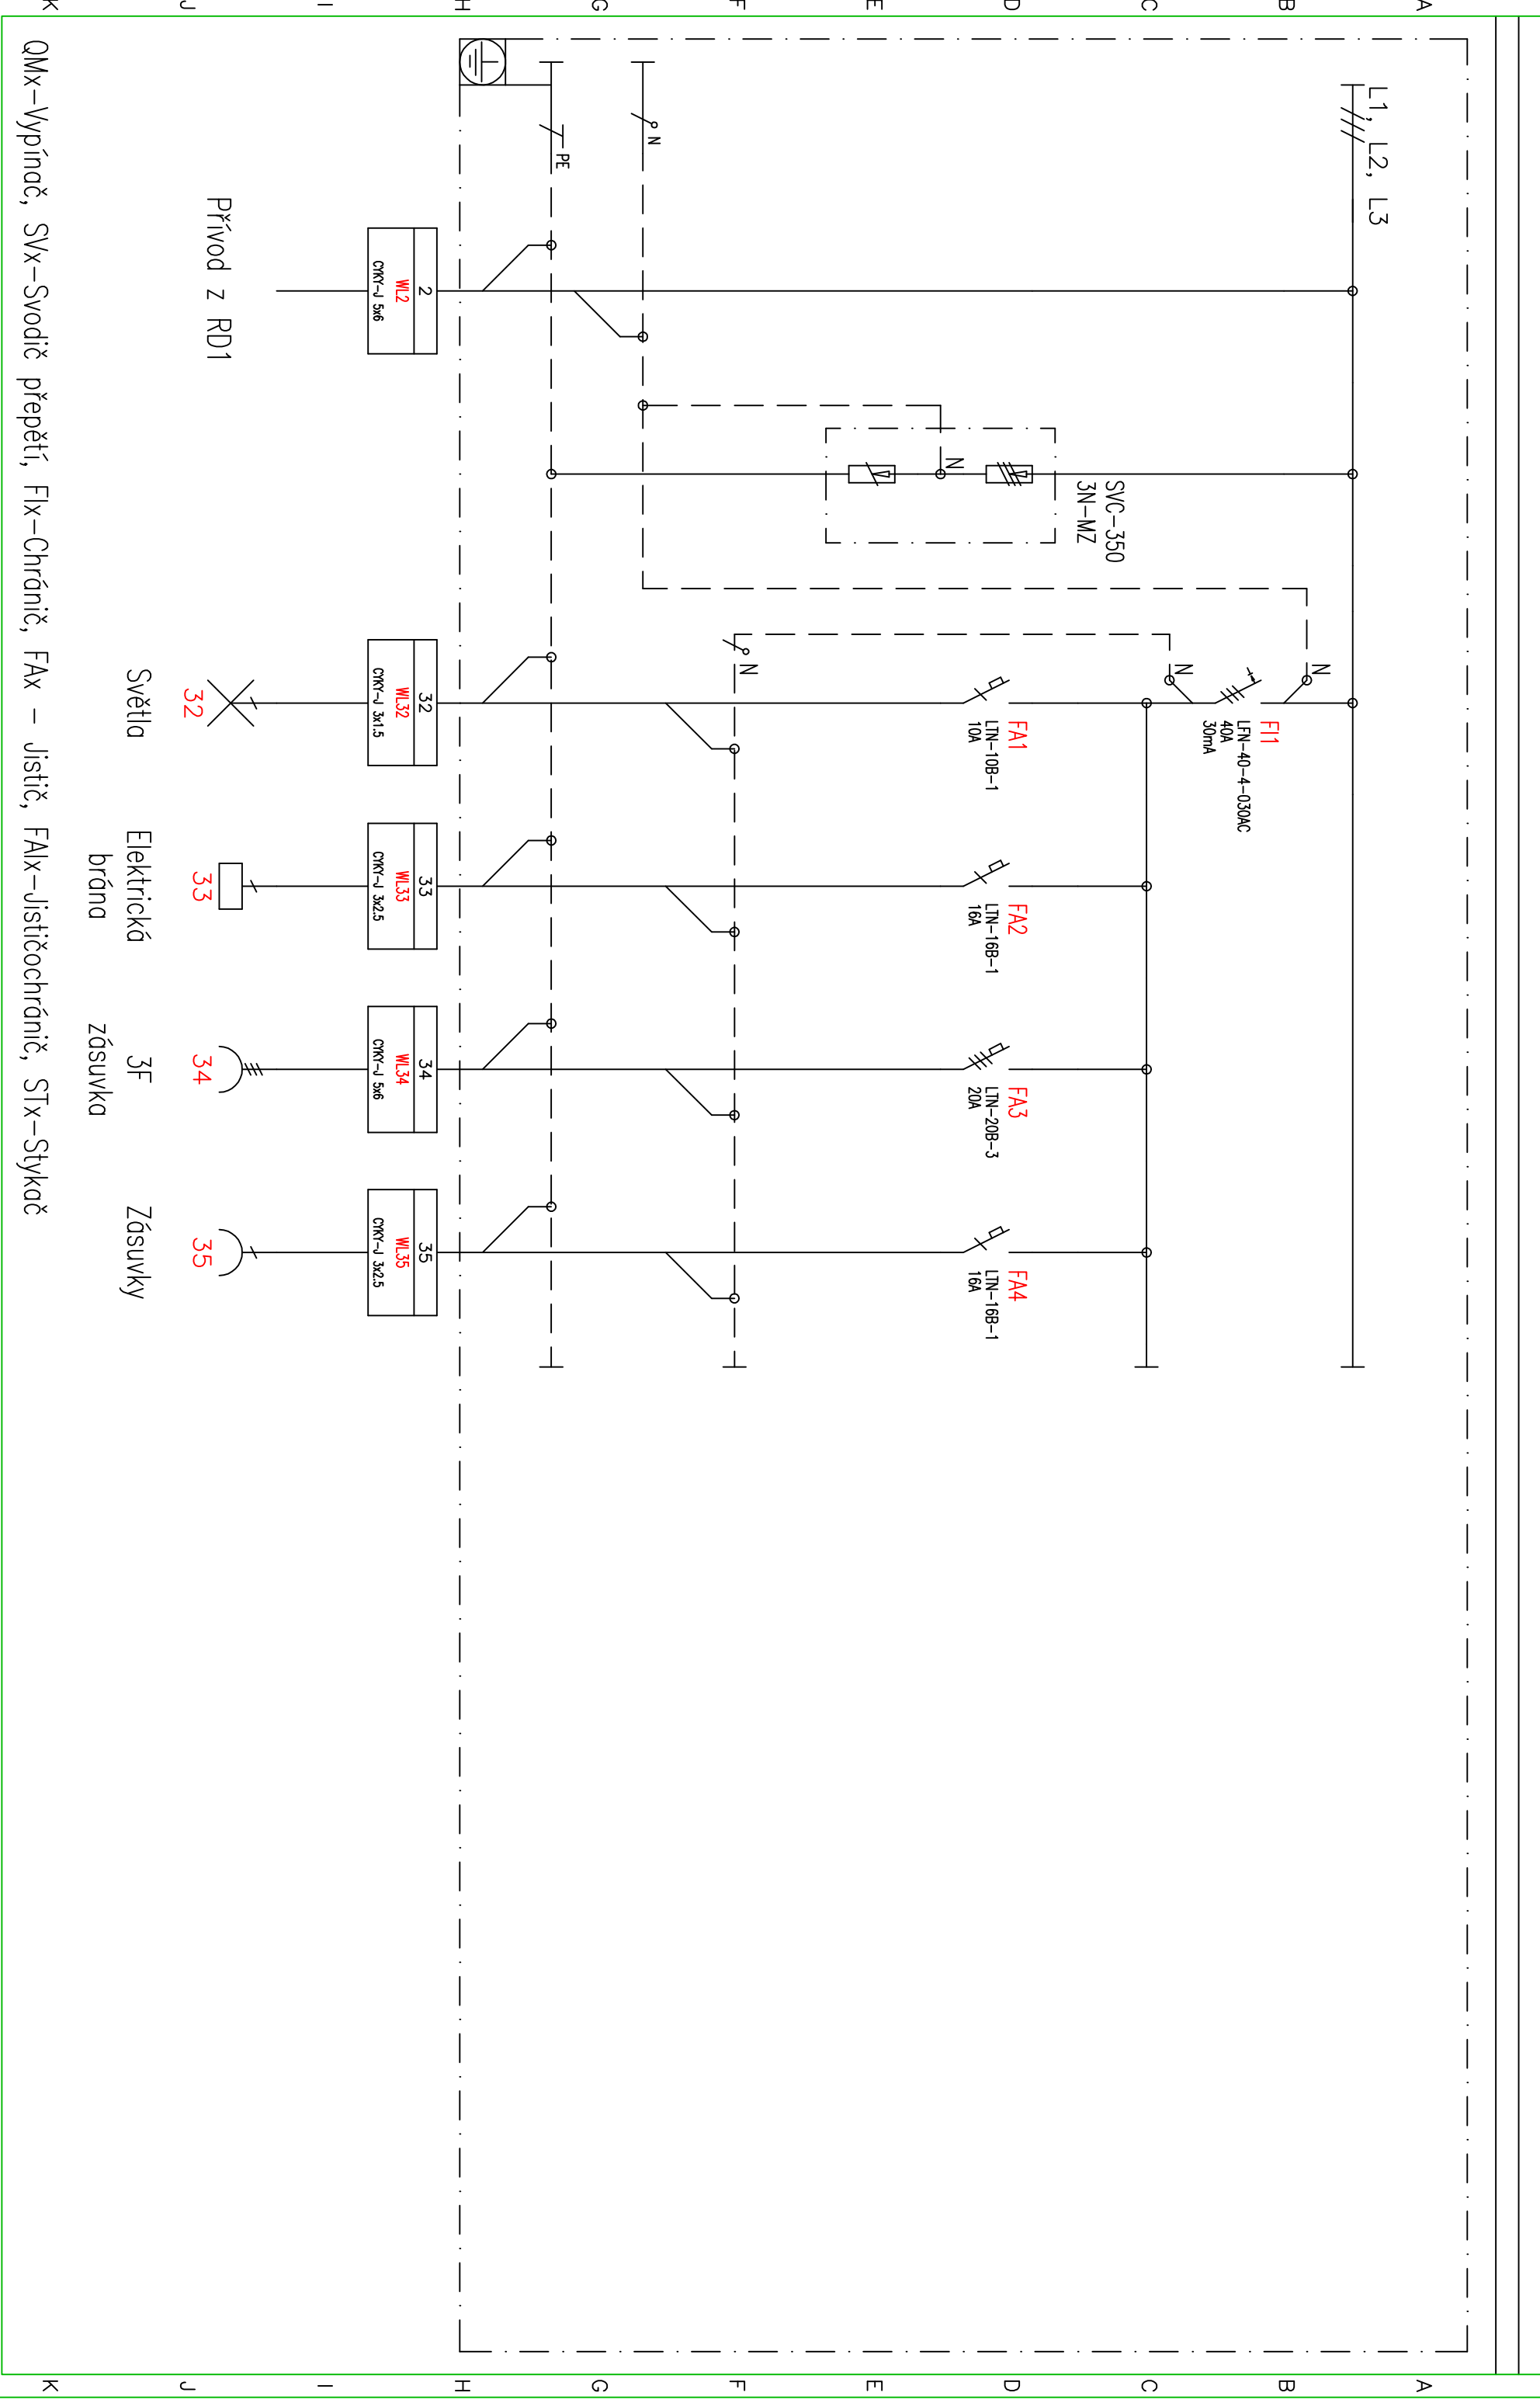 A
B
C
D
E
F
G
H
I
J
K
L1, L2, L3
N
PE
SVC-350
3N-MZ
N
N
FI1
LFN-40-4-030AC
40A
30mA
N
N
FA1
LTN-10B-1
10A
FA2
LTN-16B-1
16A
FA3
LTN-20B-3
20A
FA4
LTN-16B-1
16A
2
WL2
CYKY-J 5x6
32
WL32
CYKY-J 3x1.5
33
WL33
CYKY-J 3x2.5
34
WL34
CYKY-J 5x6
35
WL35
CYKY-J 3x2.5
Přívod z RD1
32
Světla
33
Elektrická
brána
34
3F
zásuvka
35
Zásuvky
QMx-Vypínač, SVx-Svodič přepětí, FIx-Chránič, FAx - Jistič, FAIx-Jističochránič, STx-Stykač
A
B
C
D
E
F
G
H
I
J
K